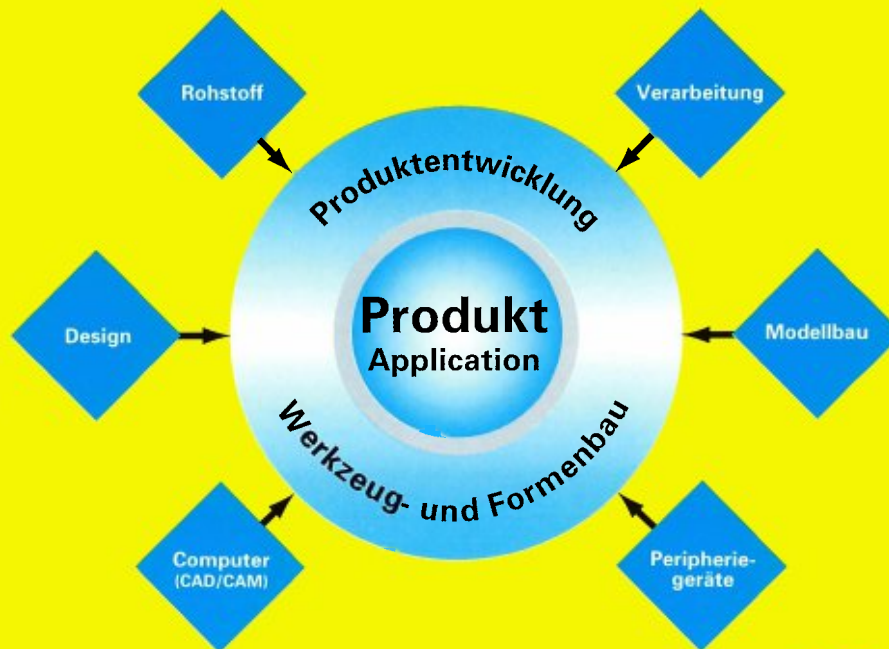 Rohstoff
Verarbeitung
Produktentwicklung
Design
Produkt
Application
Modellbau
Werkzeug- und Formenbau
Computer
(CAD/CAM)
Peripherie-
geräte